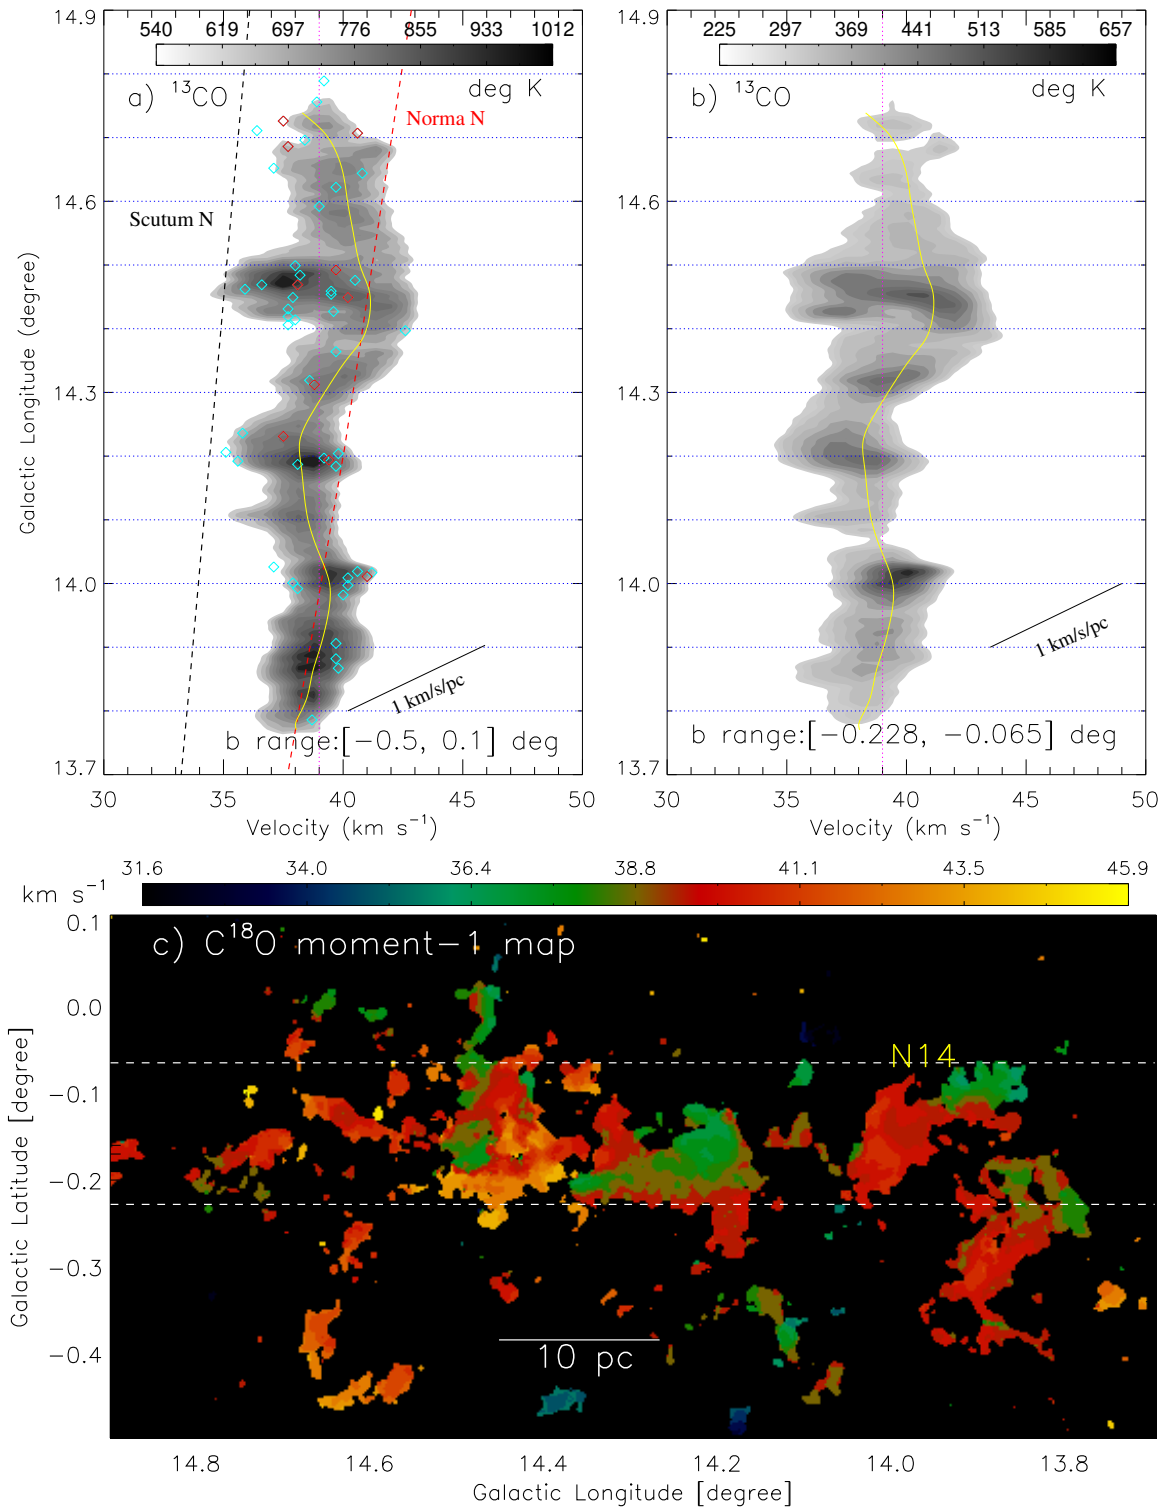 540 619 697 776 855 933 1012
a) ¹³CO deg K
Norma N
Scutum N
1 km/s/pc
b range:[−0.5, 0.1] deg
14.9
14.6
14.3
14.0
13.7
Galactic Longitude (degree)
30 35 40 45 50
Velocity (km s⁻¹)
225 297 369 441 513 585 657
b) ¹³CO deg K
1 km/s/pc
b range:[−0.228, −0.065] deg
14.9
14.6
14.3
14.0
13.7
30 35 40 45 50
Velocity (km s⁻¹)
31.6 34.0 36.4 38.8 41.1 43.5 45.9
km s⁻¹
c) C¹⁸O moment−1 map
N14
10 pc
0.1
0.0
−0.1
−0.2
−0.3
−0.4
Galactic Latitude [degree]
14.8 14.6 14.4 14.2 14.0 13.8
Galactic Longitude [degree]